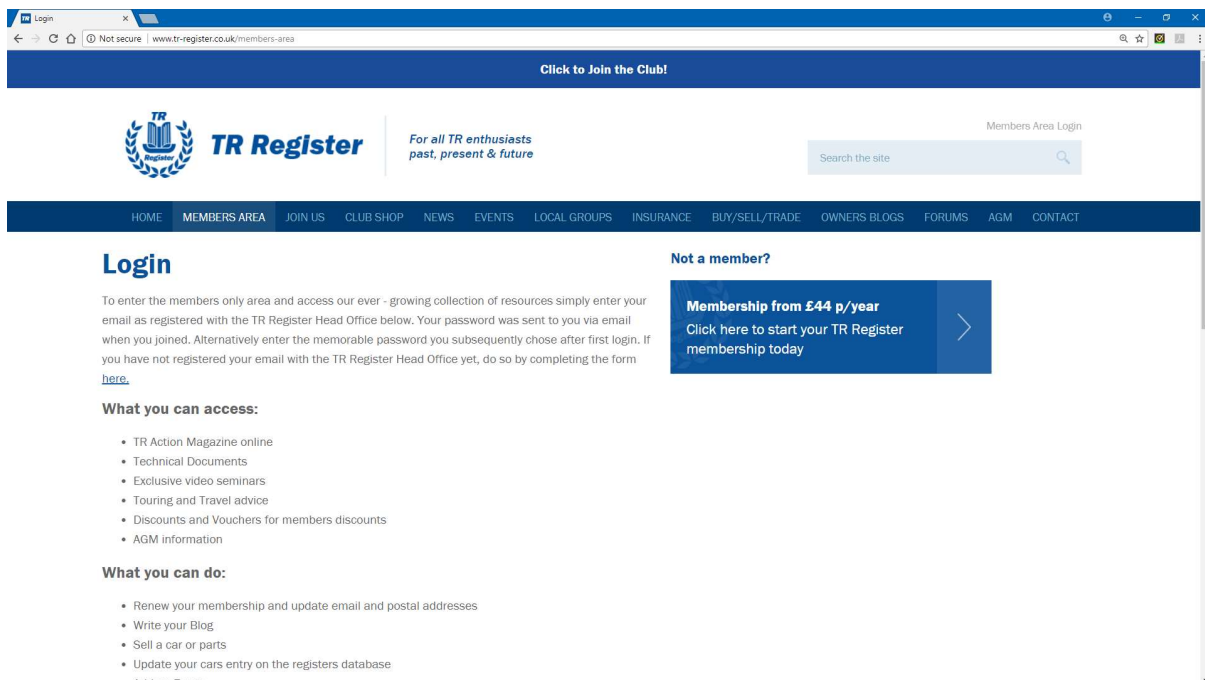 Login
Not secure | www.tr-register.co.uk/members-area
Click to Join the Club!
TR
Register
TR Register
For all TR enthusiasts
past, present & future
Members Area Login
Search the site
HOME MEMBERS AREA JOIN US CLUB SHOP NEWS EVENTS LOCAL GROUPS INSURANCE BUY/SELL/TRADE OWNERS BLOGS FORUMS AGM CONTACT
Login
To enter the members only area and access our ever - growing collection of resources simply enter your
email as registered with the TR Register Head Office below. Your password was sent to you via email
when you joined. Alternatively enter the memorable password you subsequently chose after first login. If
you have not registered your email with the TR Register Head Office yet, do so by completing the form
here.
What you can access:
• TR Action Magazine online
• Technical Documents
• Exclusive video seminars
• Touring and Travel advice
• Discounts and Vouchers for members discounts
• AGM information
What you can do:
• Renew your membership and update email and postal addresses
• Write your Blog
• Sell a car or parts
• Update your cars entry on the registers database
Not a member?
Membership from £44 p/year
Click here to start your TR Register
membership today